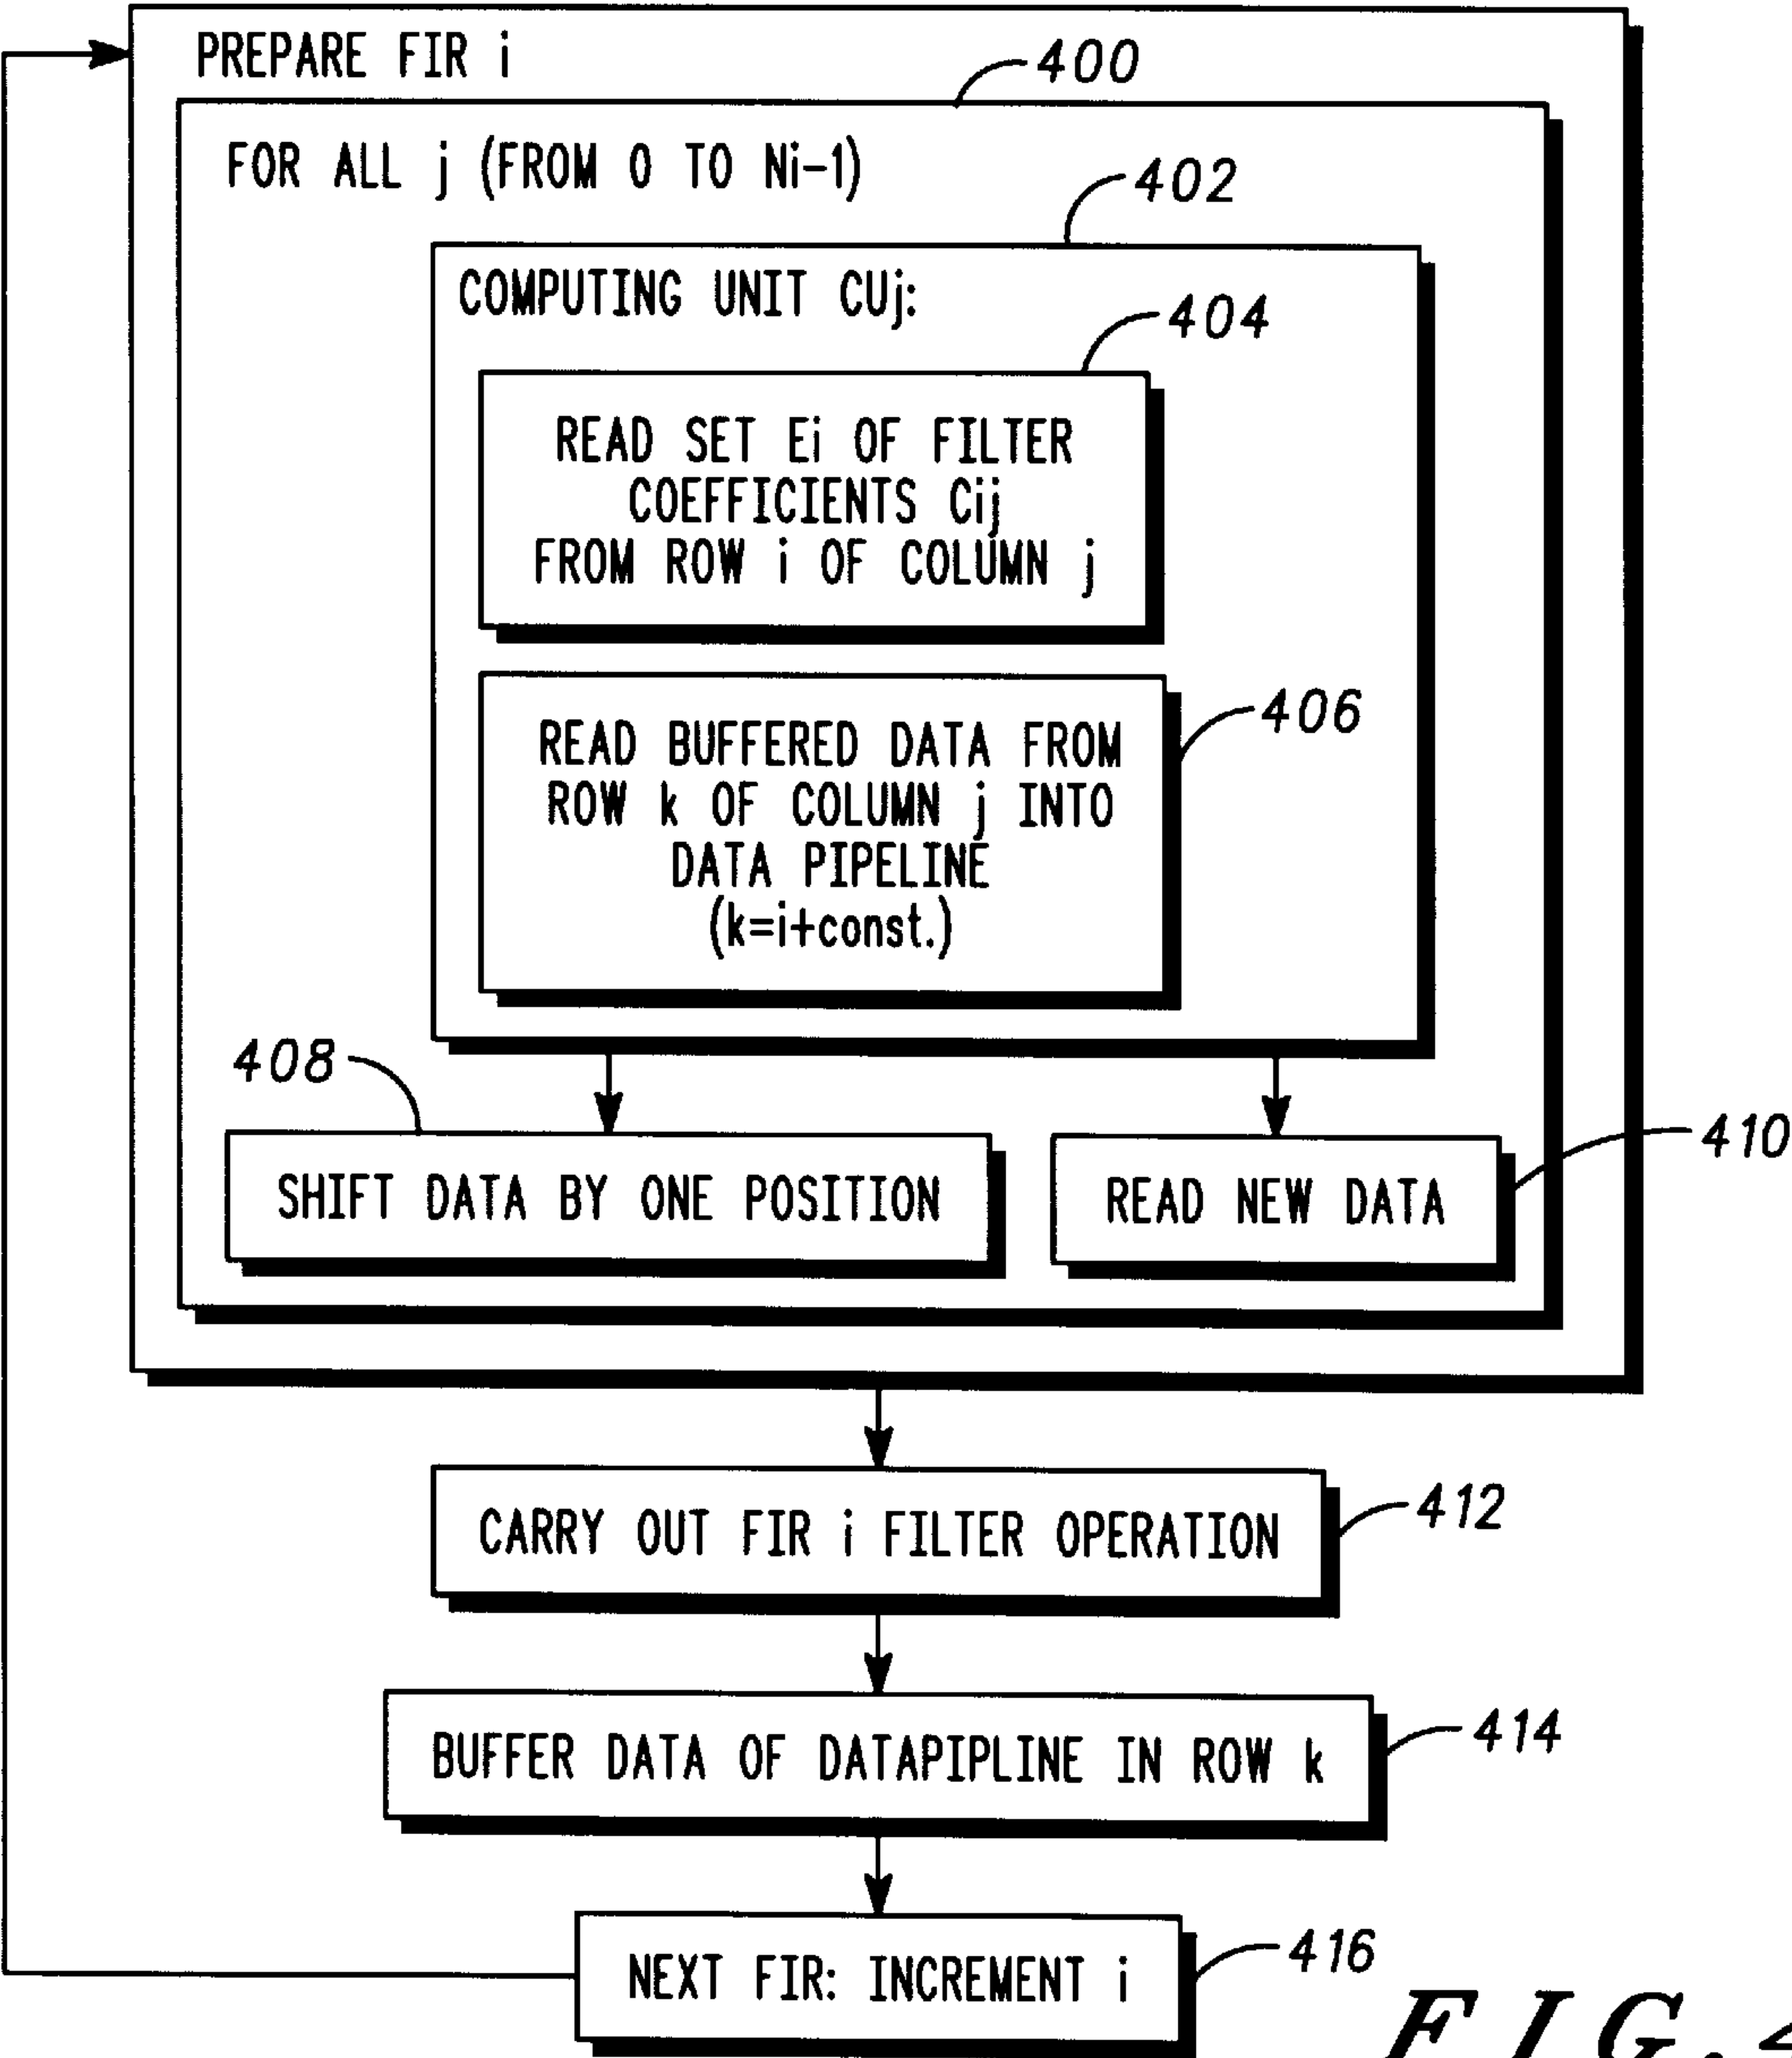 PREPARE FIR i
400
FOR ALL j (FROM 0 TO Ni-1)
402
COMPUTING UNIT CUj:
404
READ SET Ei OF FILTER
COEFFICIENTS Cij
FROM ROW i OF COLUMN j
406
READ BUFFERED DATA FROM
ROW k OF COLUMN j INTO
DATA PIPELINE
(k=i+const.)
408
410
SHIFT DATA BY ONE POSITION
READ NEW DATA
412
CARRY OUT FIR i FILTER OPERATION
414
BUFFER DATA OF DATAPIPLINE IN ROW k
416
NEXT FIR: INCREMENT i
FIG.